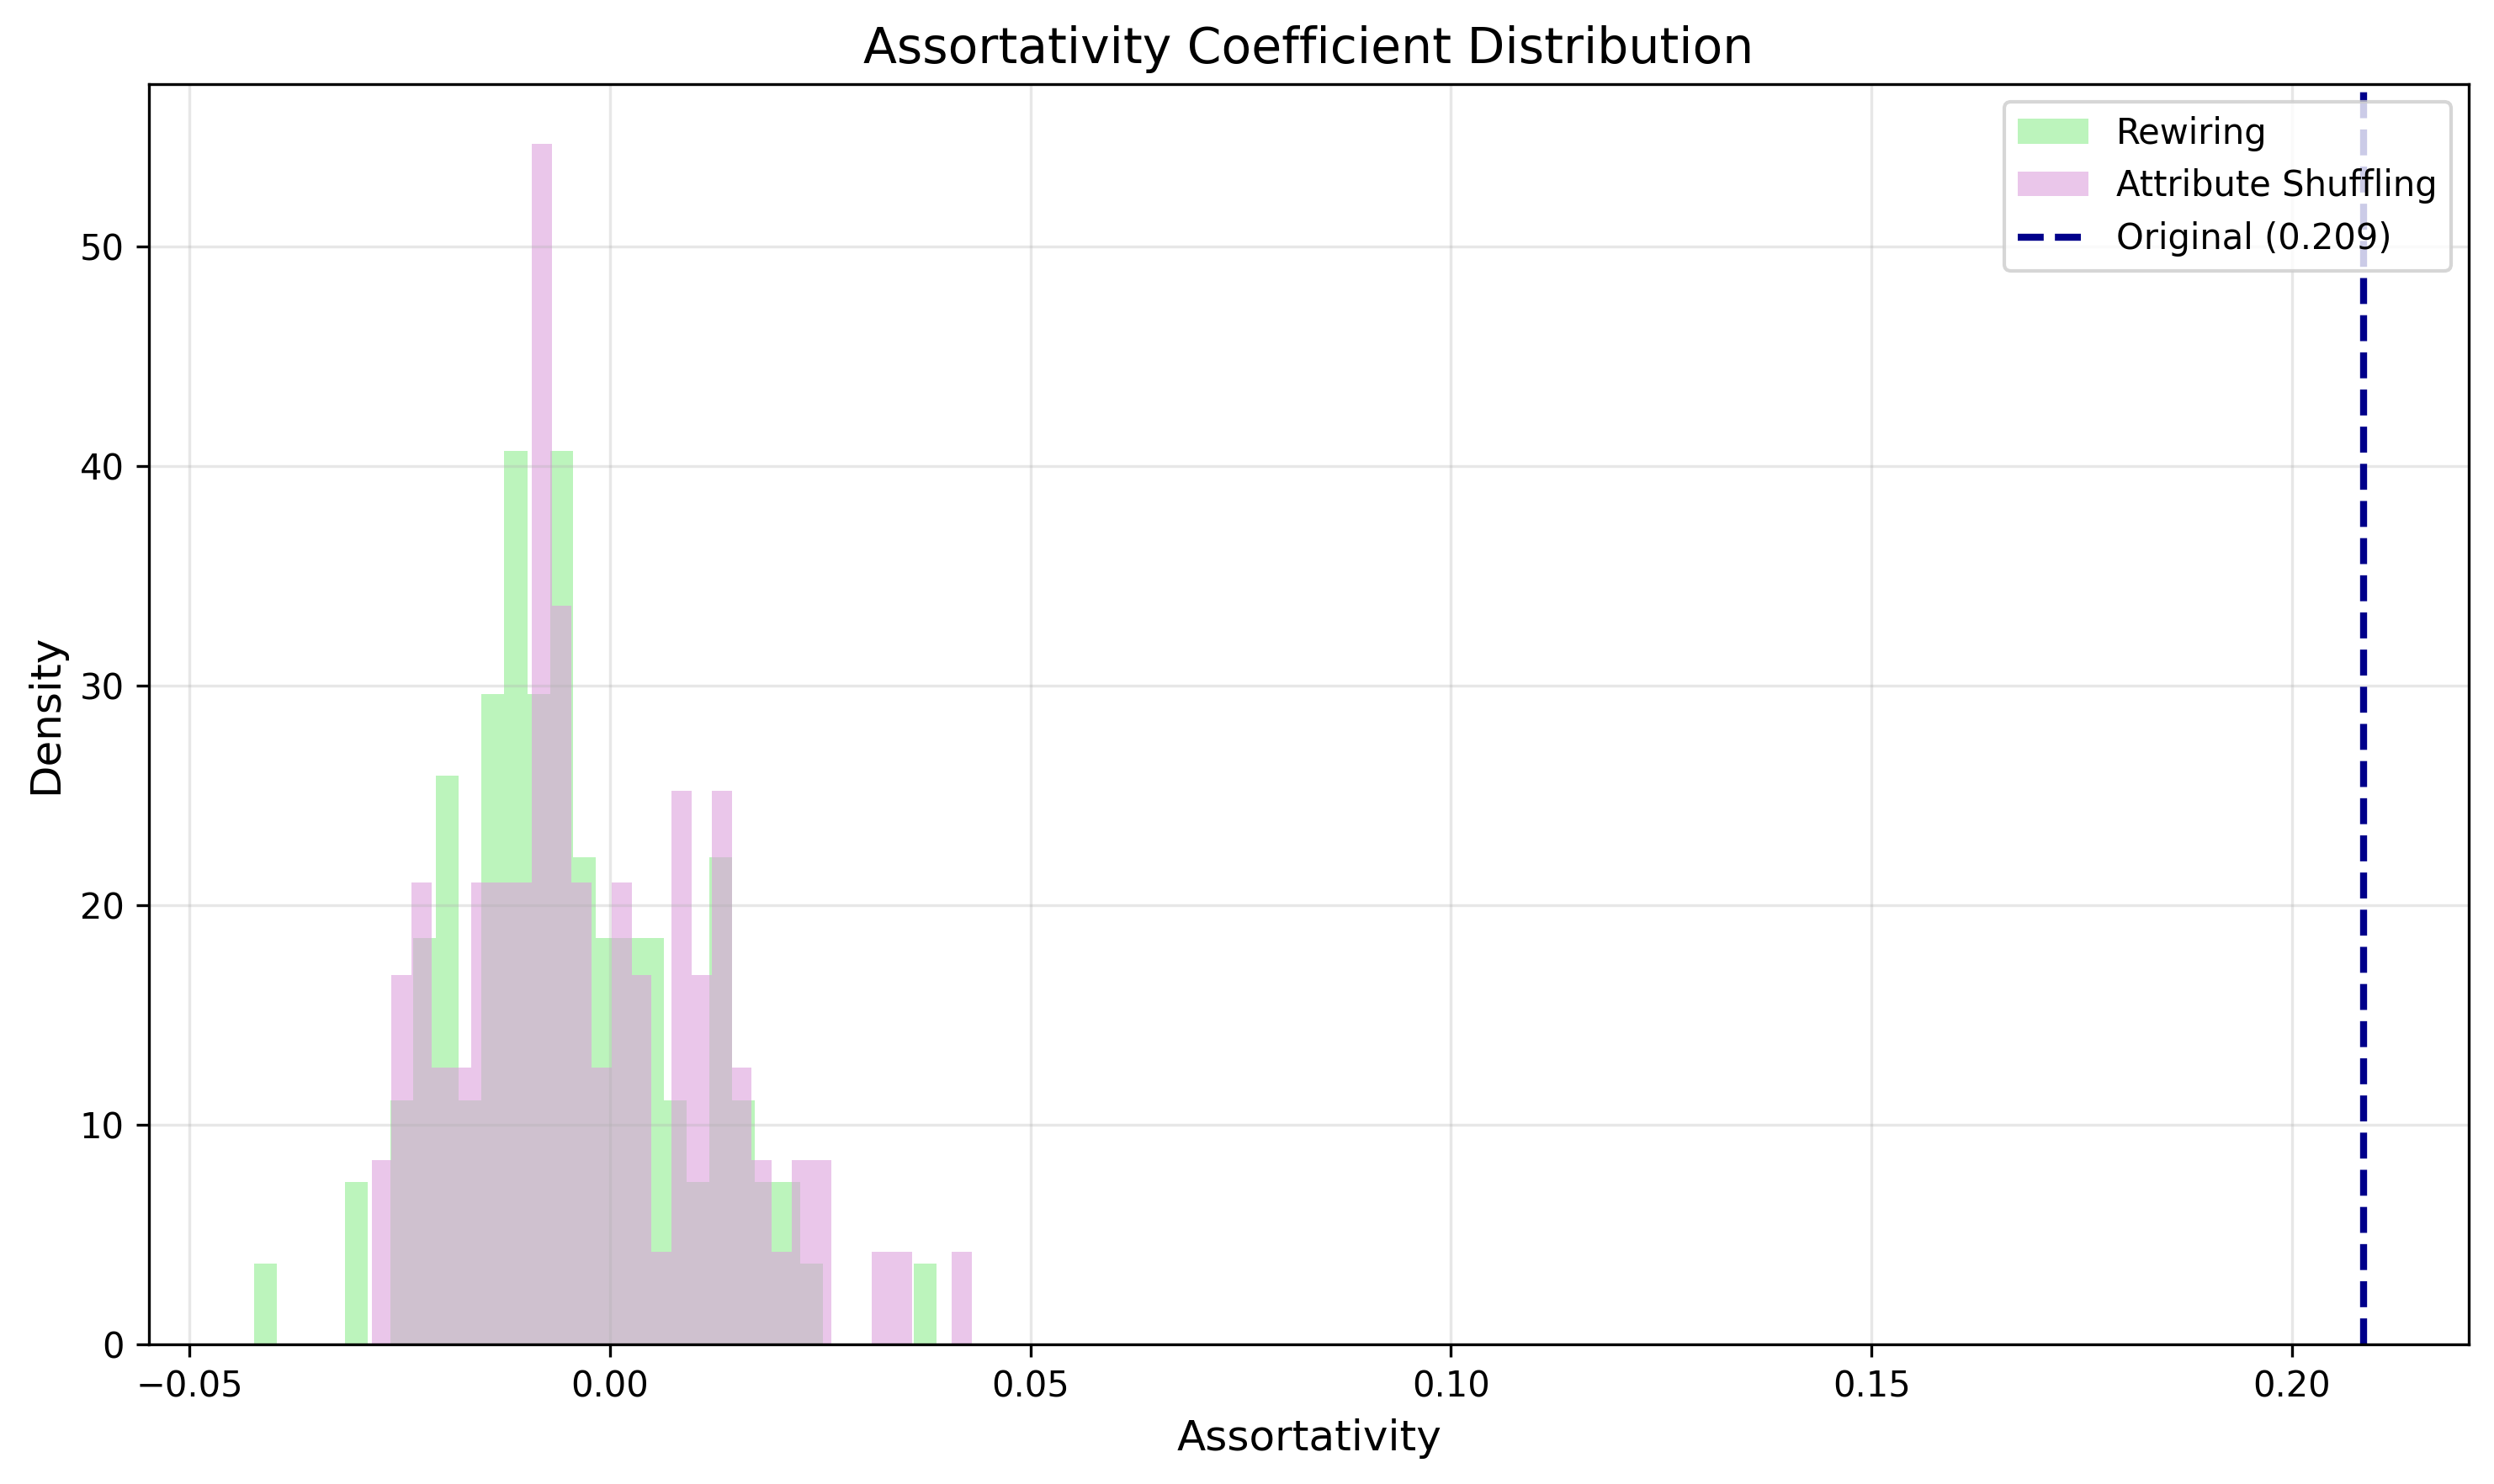 Assortativity Coefficient Distribution
Rewiring
Attribute Shuffling
Original (0.209)
Density
50
40
30
20
10
0
−0.05 0.00 0.05 0.10 0.15 0.20
Assortativity